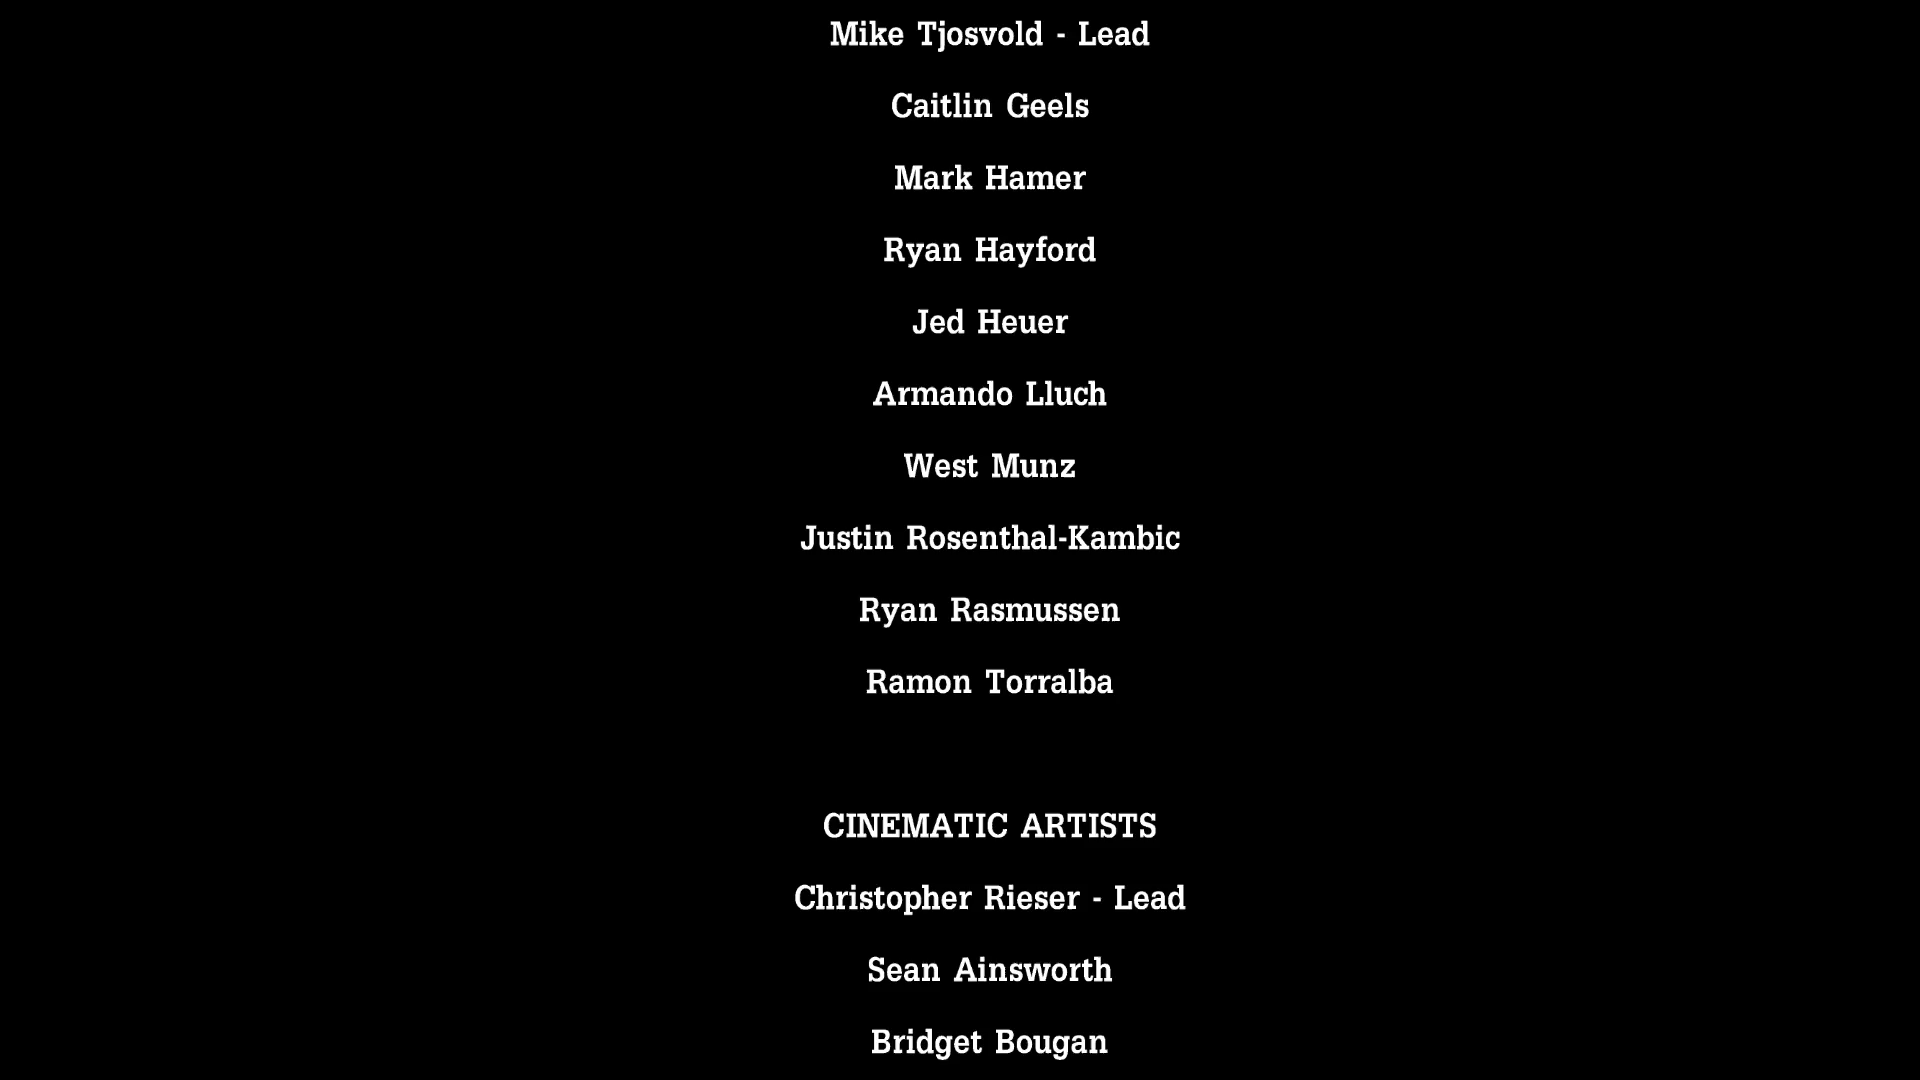 Mike Tjosvold - Lead
Caitlin Geels
Mark Hamer
Ryan Hayford
Jed Heuer
Armando Lluch
West Munz
Justin Rosenthal-Kambic
Ryan Rasmussen
Ramon Torralba
CINEMATIC ARTISTS
Christopher Rieser - Lead
Sean Ainsworth
Bridget Bougan